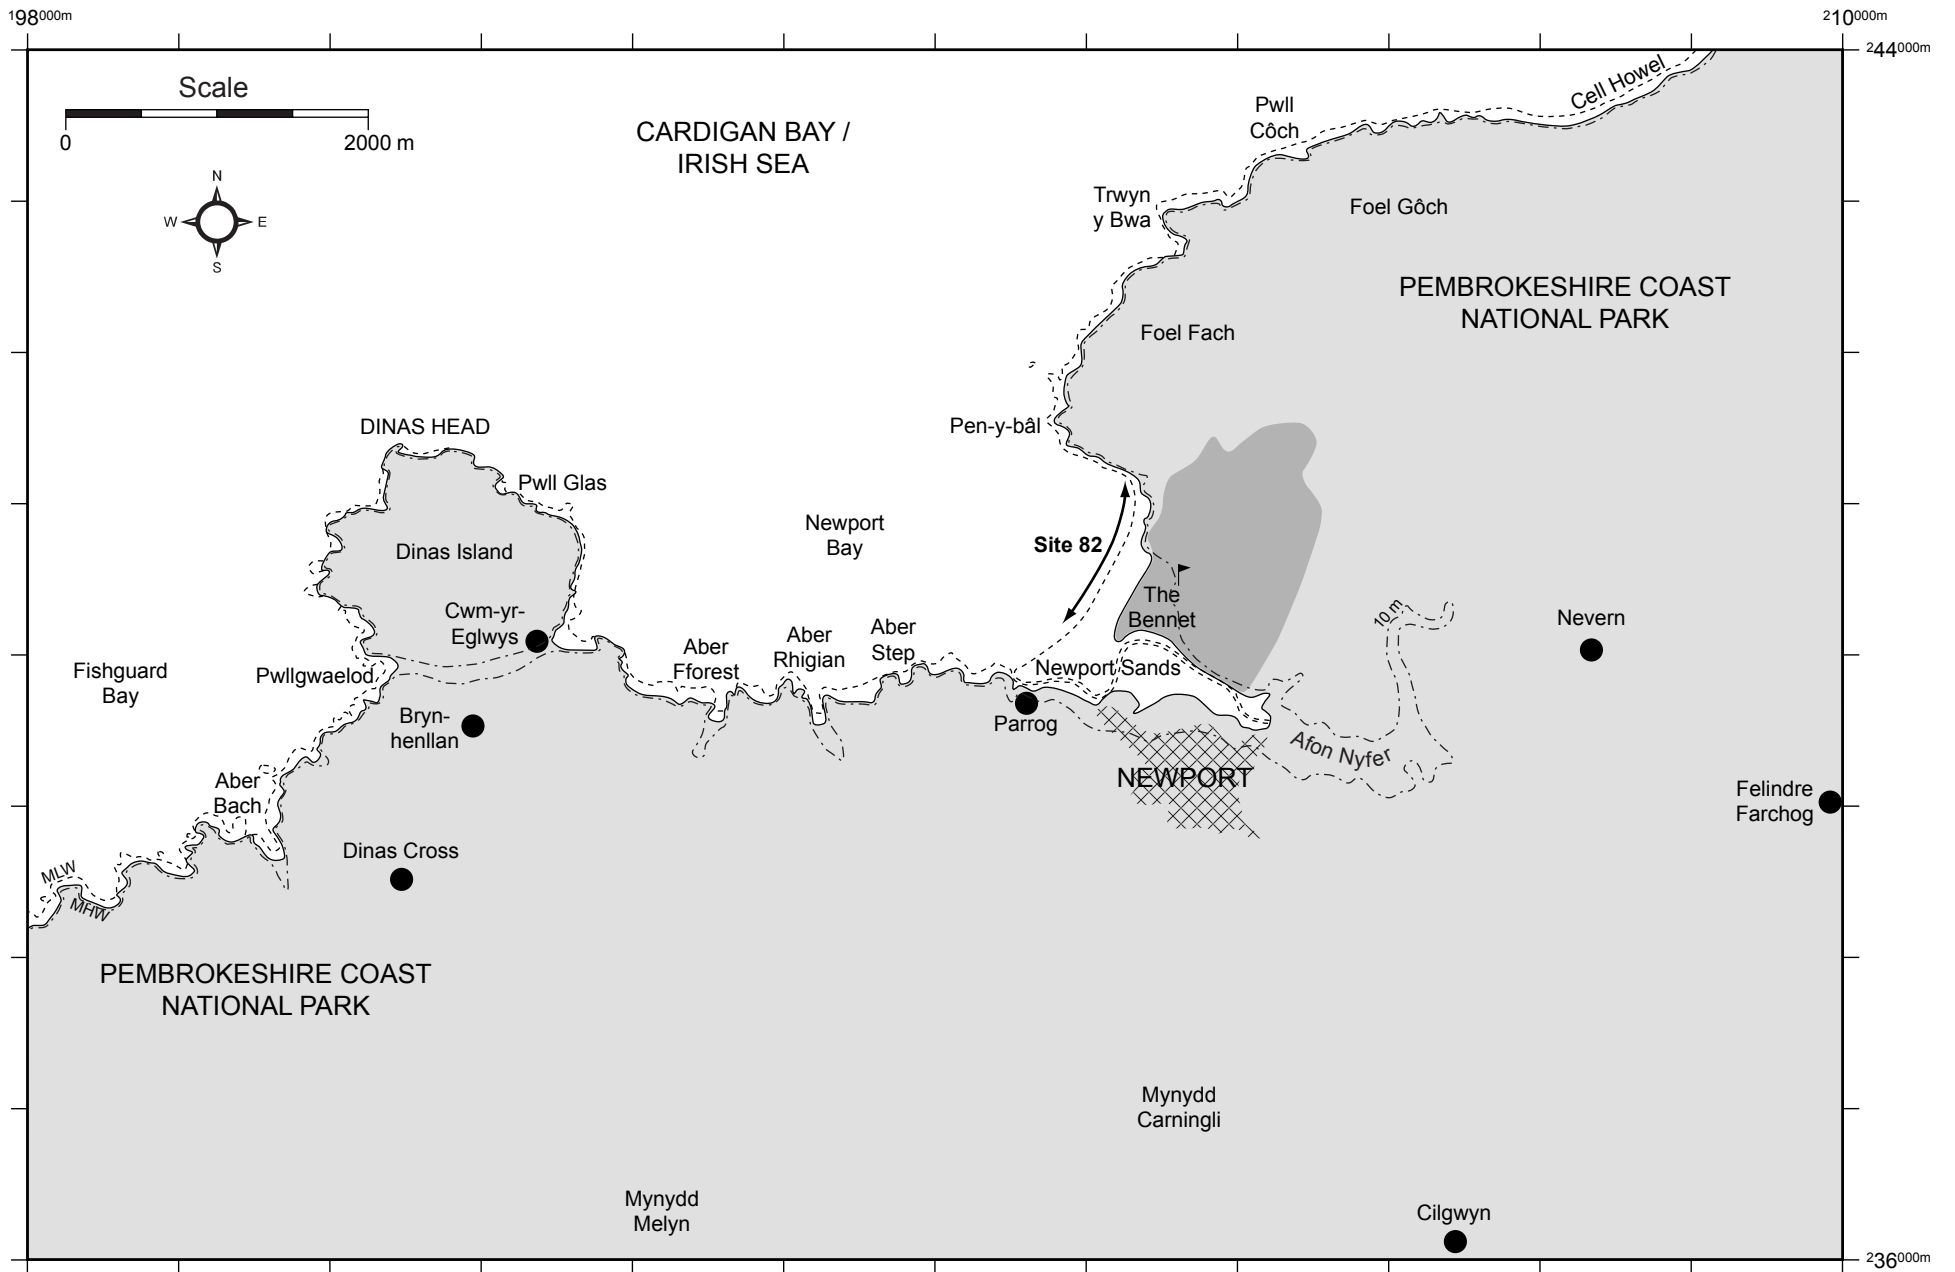 198000m
210000m
244000m
Scale
0
2000 m
N
W
E
S
CARDIGAN BAY /
IRISH SEA
Cell Howel
Pwll
Côch
Trwyn
y Bwa
Foel Gôch
PEMBROKESHIRE COAST
NATIONAL PARK
Foel Fach
DINAS HEAD
Pen-y-bâl
Pwll Glas
Newport
Bay
Site 82
Dinas Island
The
Bennet
Cwm-yr-
Eglwys
10 m
Nevern
Aber
Fforest
Aber
Rhigian
Aber
Step
Fishguard
Bay
Pwllgwaelod
Newport Sands
Bryn-
henllan
Parrog
Afon Nyfer
NEWPORT
Aber
Bach
Felindre
Farchog
Dinas Cross
MLW
MHW
PEMBROKESHIRE COAST
NATIONAL PARK
Mynydd
Carningli
Mynydd
Melyn
Cilgwyn
236000m